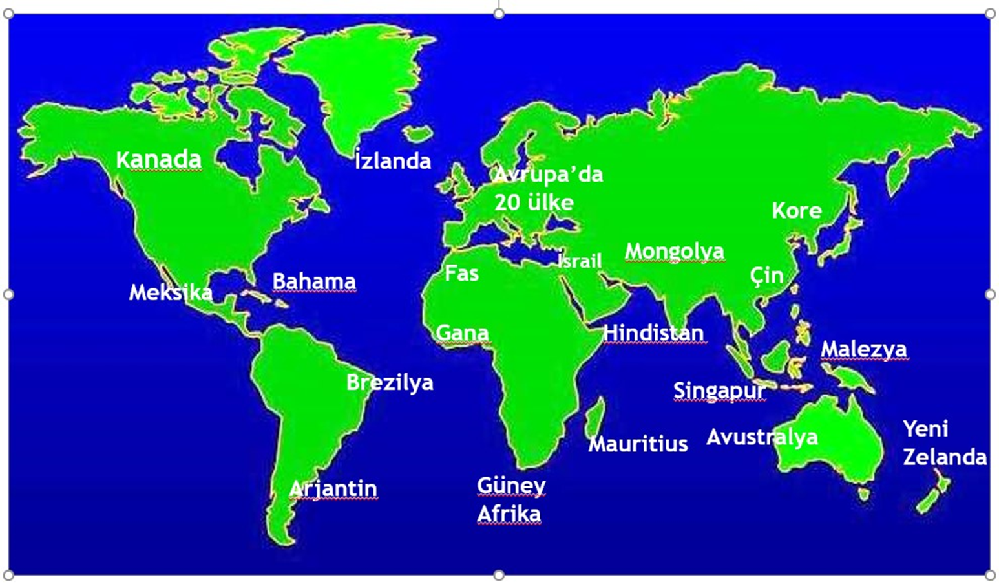 Kanada
İzlanda
Avrupa’da
20 ülke
Kore
Mongolya
İsrail
Fas
Çin
Bahama
Meksika
Gana
Hindistan
Malezya
Brezilya
Singapur
Yeni
Zelanda
Avustralya
Mauritius
Arjantin
Güney
Afrika